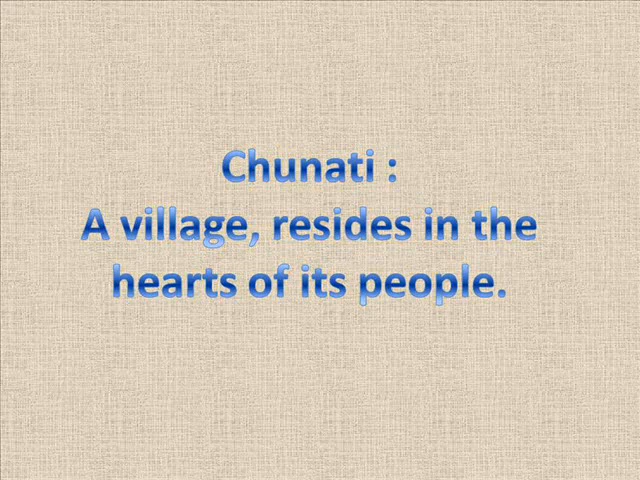 Chunati :
A village, resides in the
hearts of its people.